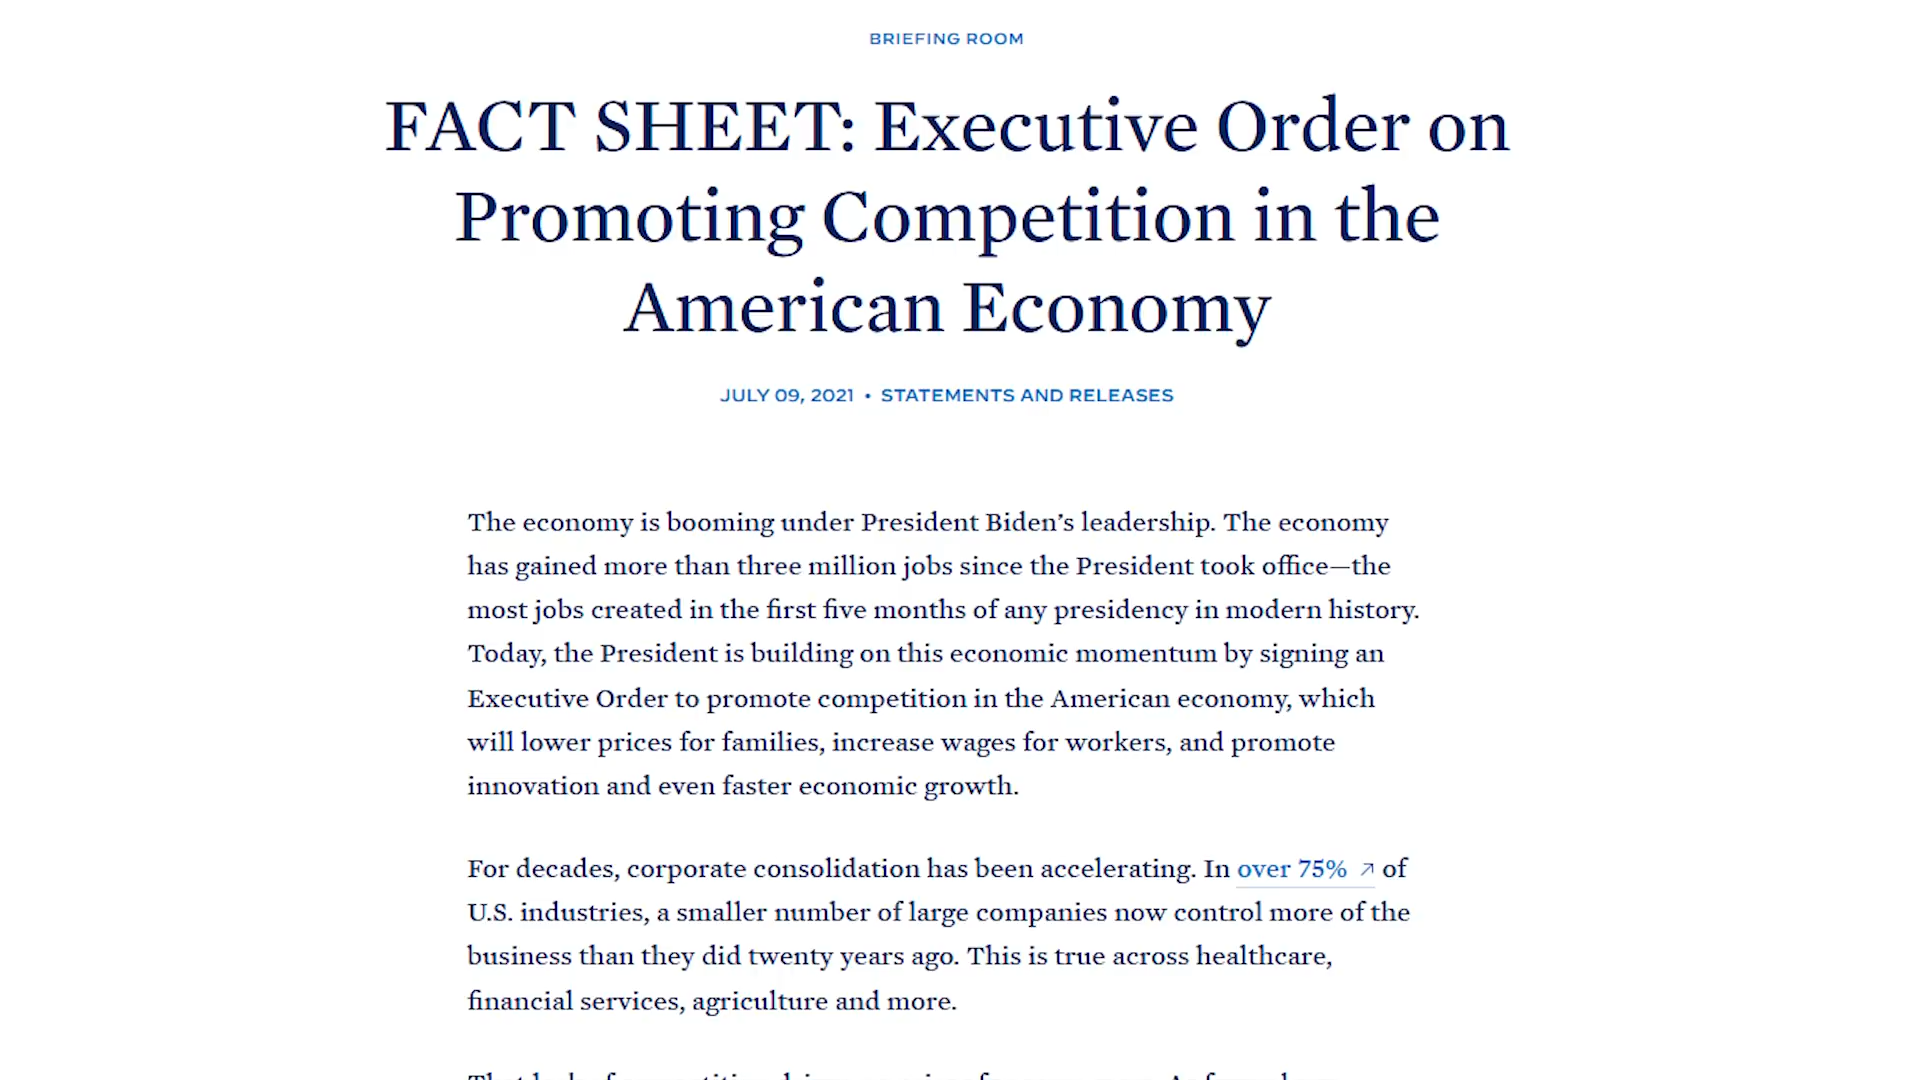 BRIEFING ROOM
FACT SHEET: Executive Order on
Promoting Competition in the
American Economy
JULY 09, 2021 • STATEMENTS AND RELEASES
The economy is booming under President Biden’s leadership. The economy
has gained more than three million jobs since the President took office—the
most jobs created in the first five months of any presidency in modern history.
Today, the President is building on this economic momentum by signing an
Executive Order to promote competition in the American economy, which
will lower prices for families, increase wages for workers, and promote
innovation and even faster economic growth.
For decades, corporate consolidation has been accelerating. In over 75% ↗ of
U.S. industries, a smaller number of large companies now control more of the
business than they did twenty years ago. This is true across healthcare,
financial services, agriculture and more.